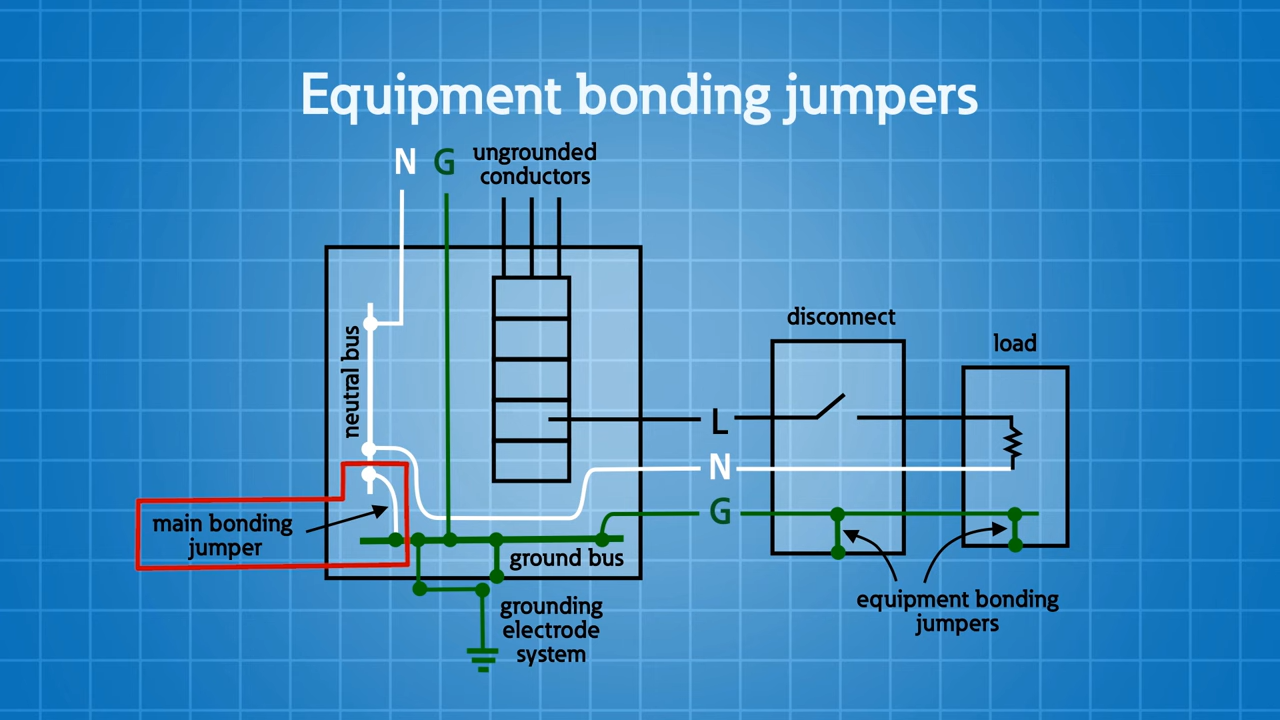 Equipment bonding jumpers
N
G
ungrounded
conductors
neutral bus
disconnect
load
L
N
G
main bonding
jumper
ground bus
grounding
electrode
system
equipment bonding
jumpers